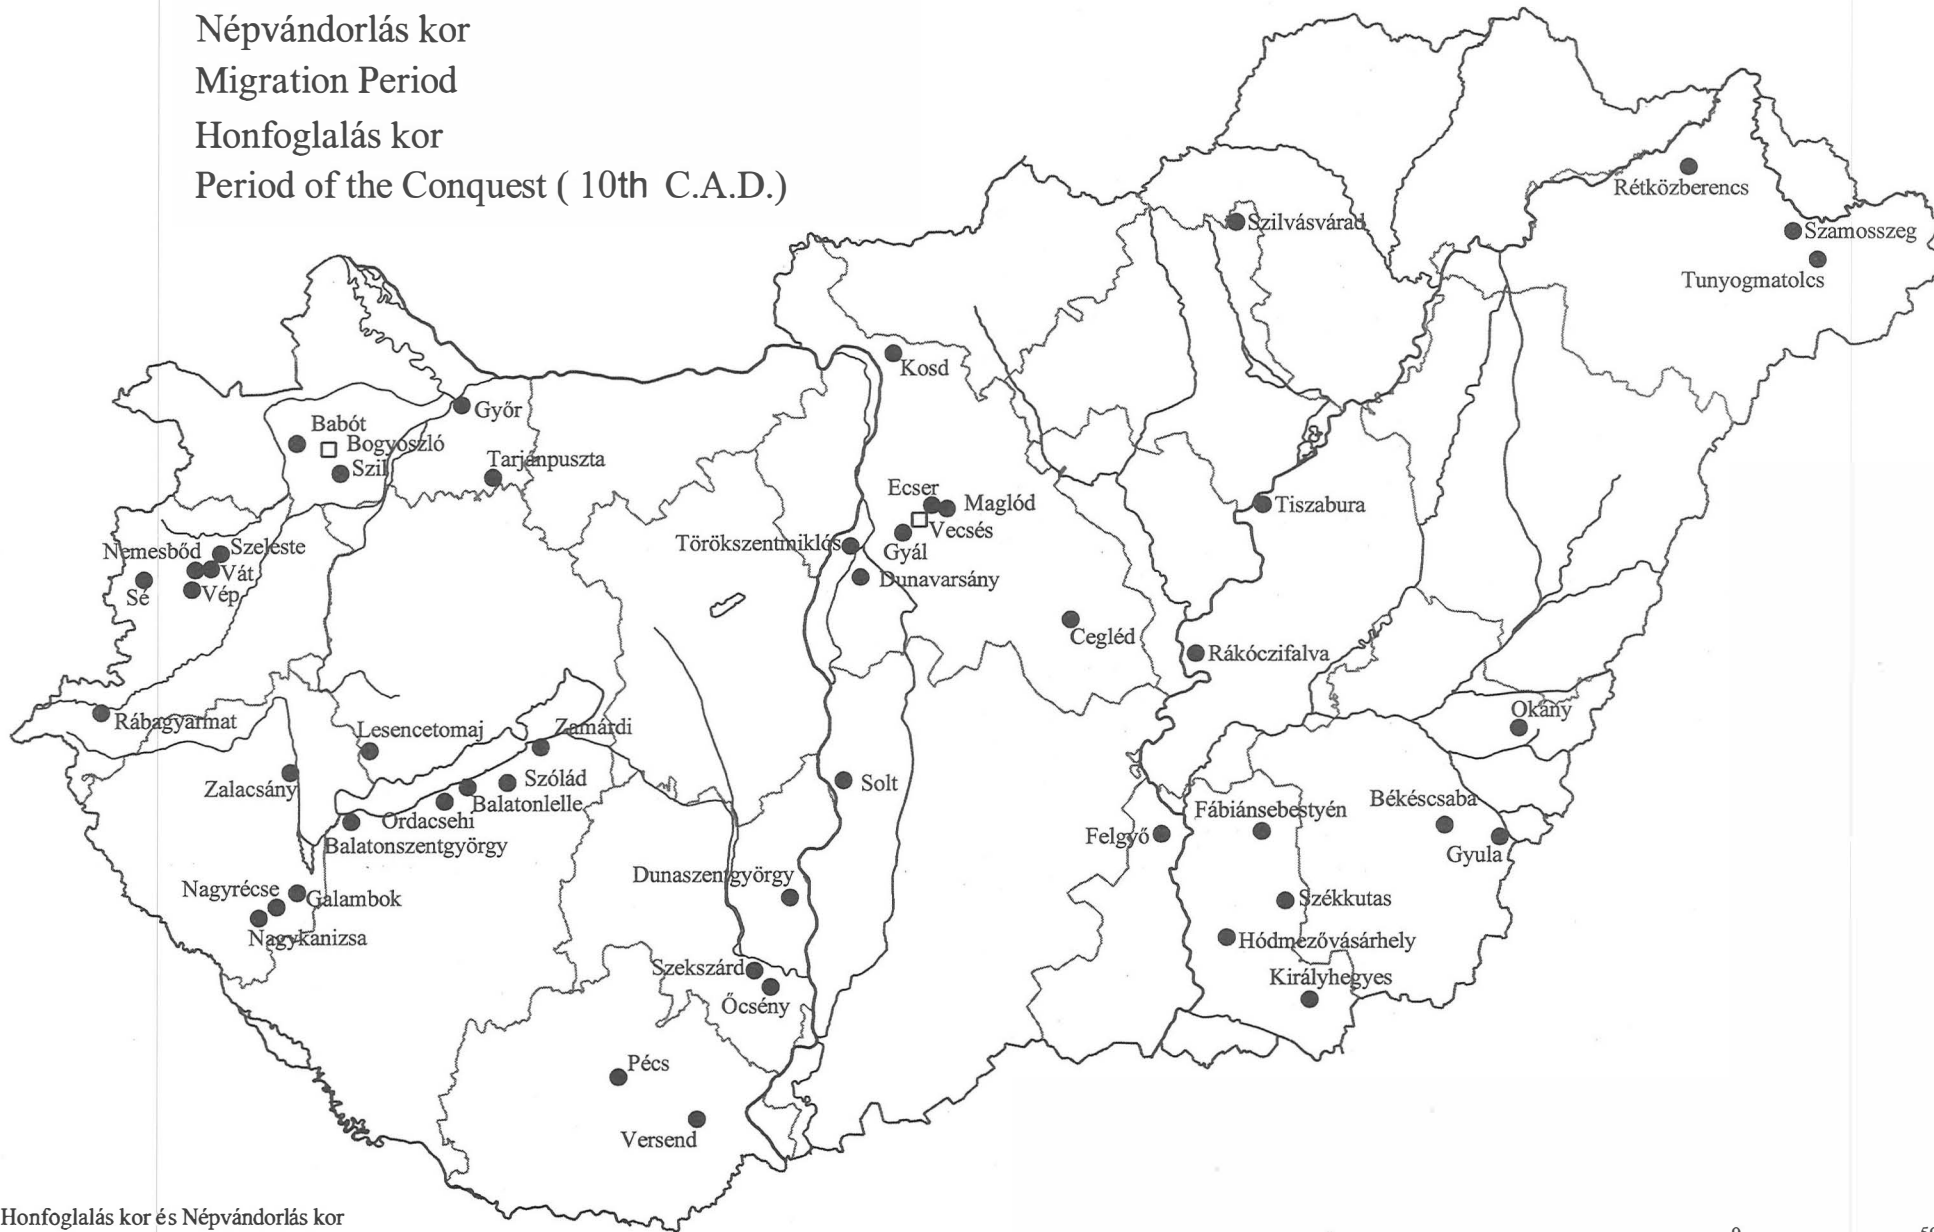 Népvándorlás kor
Migration Period
Honfoglalás kor
Period of the Conquest ( 10th C.A.D.)
Rétközberencs
Szilvásvárad
Szamosszeg
Tunyogmatolcs
Kosd
Győr
Babót
Bogyoszló
Szil
Tarjánpuszta
Ecser
Maglód
Vecsés
Gyál
Tiszabura
Törökszentmiklós
Dunavarsány
Nemesbőd
Szeleste
Vát
Sé
Vép
Cegléd
Rákóczifalva
Rábagyarmat
Lesencetomaj
Zamárdi
Okány
Zalacsány
Szólád
Balatonlelle
Solt
Ordacsehi
Balatonszentgyörgy
Fábiánsebestyén
Békéscsaba
Felgyő
Gyula
Dunaszentgyörgy
Nagyrécse
Galambok
Székkutas
Nagykanizsa
Hódmezővásárhely
Szekszárd
Királyhegyes
Őcsény
Pécs
Versend
Honfoglalás kor és Népvándorlás kor